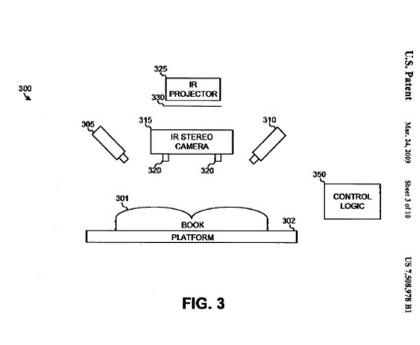 325
IR
PROJECTOR
330
300
305
315
310
IR STEREO
CAMERA
320
320
350
CONTROL
LOGIC
301
302
BOOK
PLATFORM
FIG. 3
U.S. Patent
Mar. 24, 2009
Sheet 3 of 10
US 7,508,978 B1